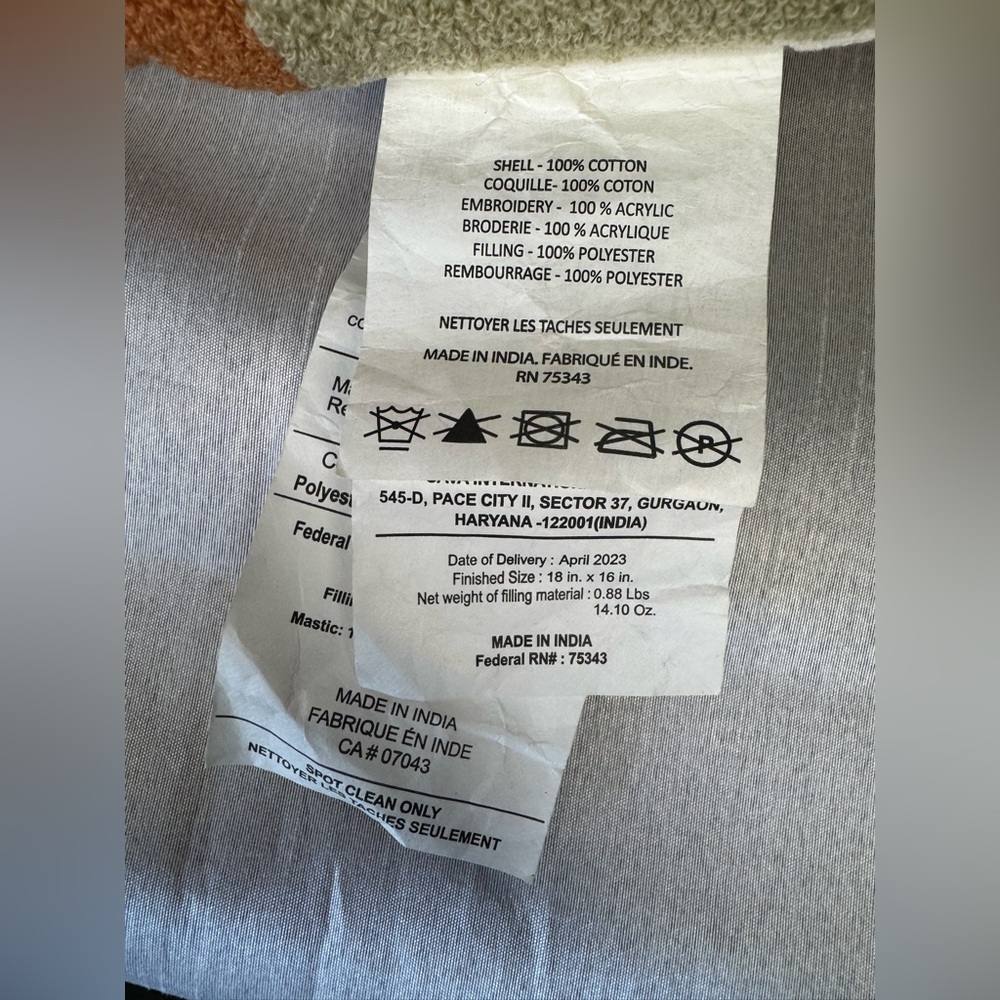 SHELL - 100% COTTON
COQUILLE- 100% COTON
EMBROIDERY - 100 % ACRYLIC
BRODERIE - 100 % ACRYLIQUE
FILLING - 100% POLYESTER
REMBOURRAGE - 100% POLYESTER
NETTOYER LES TACHES SEULEMENT
MADE IN INDIA. FABRIQUÉ EN INDE.
RN 75343
P
545-D, PACE CITY II, SECTOR 37, GURGAON,
HARYANA -122001(INDIA)
Date of Delivery : April 2023
Finished Size : 18 in. x 16 in.
Net weight of filling material : 0.88 Lbs
14.10 Oz.
MADE IN INDIA
Federal RN# : 75343
Federal
Mastic: 1
MADE IN INDIA
FABRIQUE ÉN INDE
CA # 07043
SPOT CLEAN ONLY
NETTOYER LES TACHES SEULEMENT